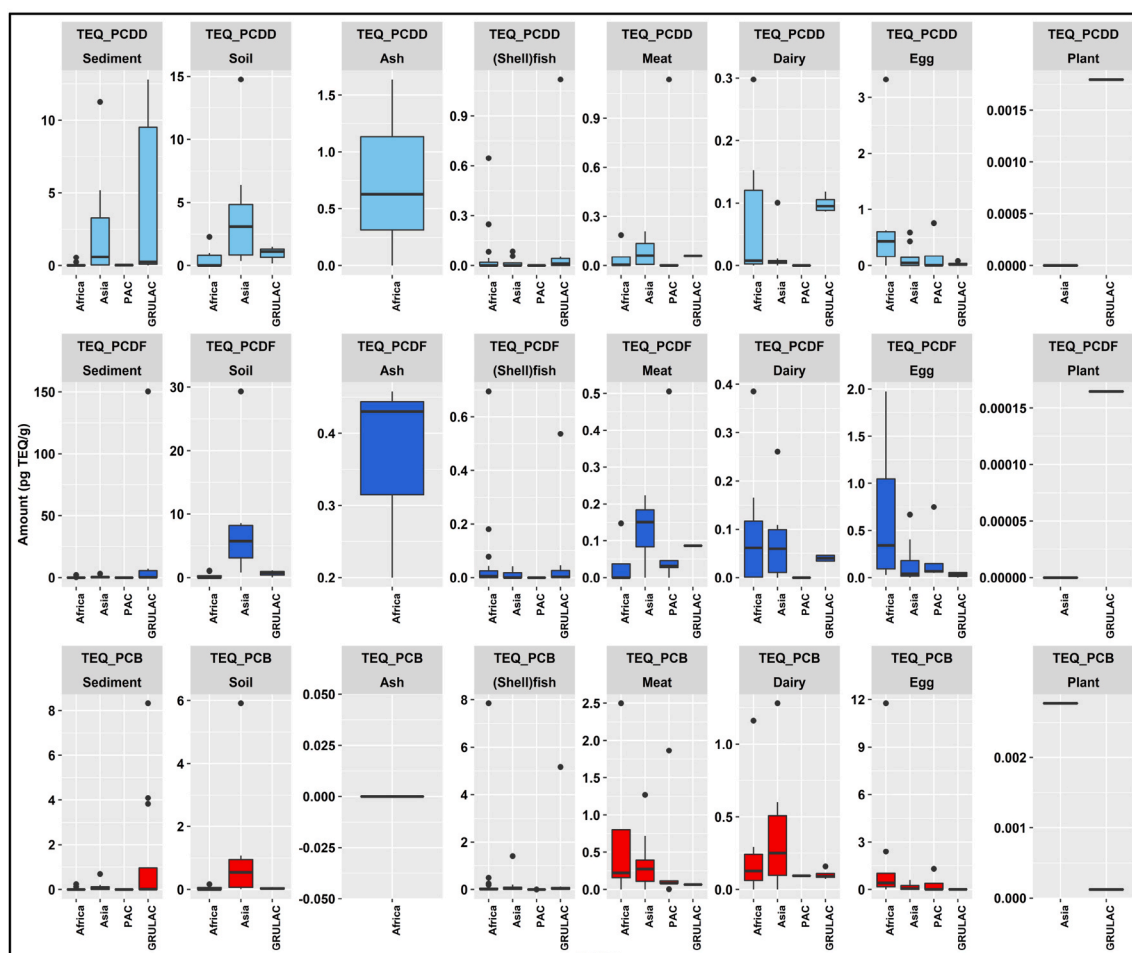 TEQ_PCDD TEQ_PCDD TEQ_PCDD TEQ_PCDD TEQ_PCDD TEQ_PCDD TEQ_PCDD TEQ_PCDD
Sediment Soil Ash (Shell)fish Meat Dairy Egg Plant
10
5
0
Africa
Asia
PAC
GRULAC
15
10
5
0
Africa
Asia
GRULAC
1.5
1.0
0.5
0.0
Africa
0.9
0.6
0.3
0.0
Africa
Asia
PAC
GRULAC
0.9
0.6
0.3
0.0
Africa
Asia
PAC
GRULAC
0.3
0.2
0.1
0.0
Africa
Asia
PAC
GRULAC
3
2
1
0
Africa
Asia
PAC
GRULAC
0.0015
0.0010
0.0005
0.0000
Asia
GRULAC
Amount (pg TEQ/g)
TEQ_PCDF TEQ_PCDF TEQ_PCDF TEQ_PCDF TEQ_PCDF TEQ_PCDF TEQ_PCDF TEQ_PCDF
Sediment Soil Ash (Shell)fish Meat Dairy Egg Plant
150
100
50
0
Africa
Asia
PAC
GRULAC
30
20
10
0
Africa
Asia
GRULAC
0.4
0.3
0.2
Africa
0.6
0.4
0.2
0.0
Africa
Asia
PAC
GRULAC
0.5
0.4
0.3
0.2
0.1
0.0
Africa
Asia
PAC
GRULAC
0.4
0.3
0.2
0.1
0.0
Africa
Asia
PAC
GRULAC
2.0
1.5
1.0
0.5
0.0
Africa
Asia
PAC
GRULAC
0.00015
0.00010
0.00005
0.00000
Asia
GRULAC
TEQ_PCB TEQ_PCB TEQ_PCB TEQ_PCB TEQ_PCB TEQ_PCB TEQ_PCB TEQ_PCB
Sediment Soil Ash (Shell)fish Meat Dairy Egg Plant
8
6
4
2
0
Africa
Asia
PAC
GRULAC
6
4
2
0
Africa
Asia
GRULAC
0.050
0.025
0.000
-0.025
-0.050
Africa
8
6
4
2
0
Africa
Asia
PAC
GRULAC
2.5
2.0
1.5
1.0
0.5
0.0
Africa
Asia
PAC
GRULAC
1.0
0.5
0.0
Africa
Asia
PAC
GRULAC
12
9
6
3
0
Africa
Asia
PAC
GRULAC
0.002
0.001
0.000
Asia
GRULAC